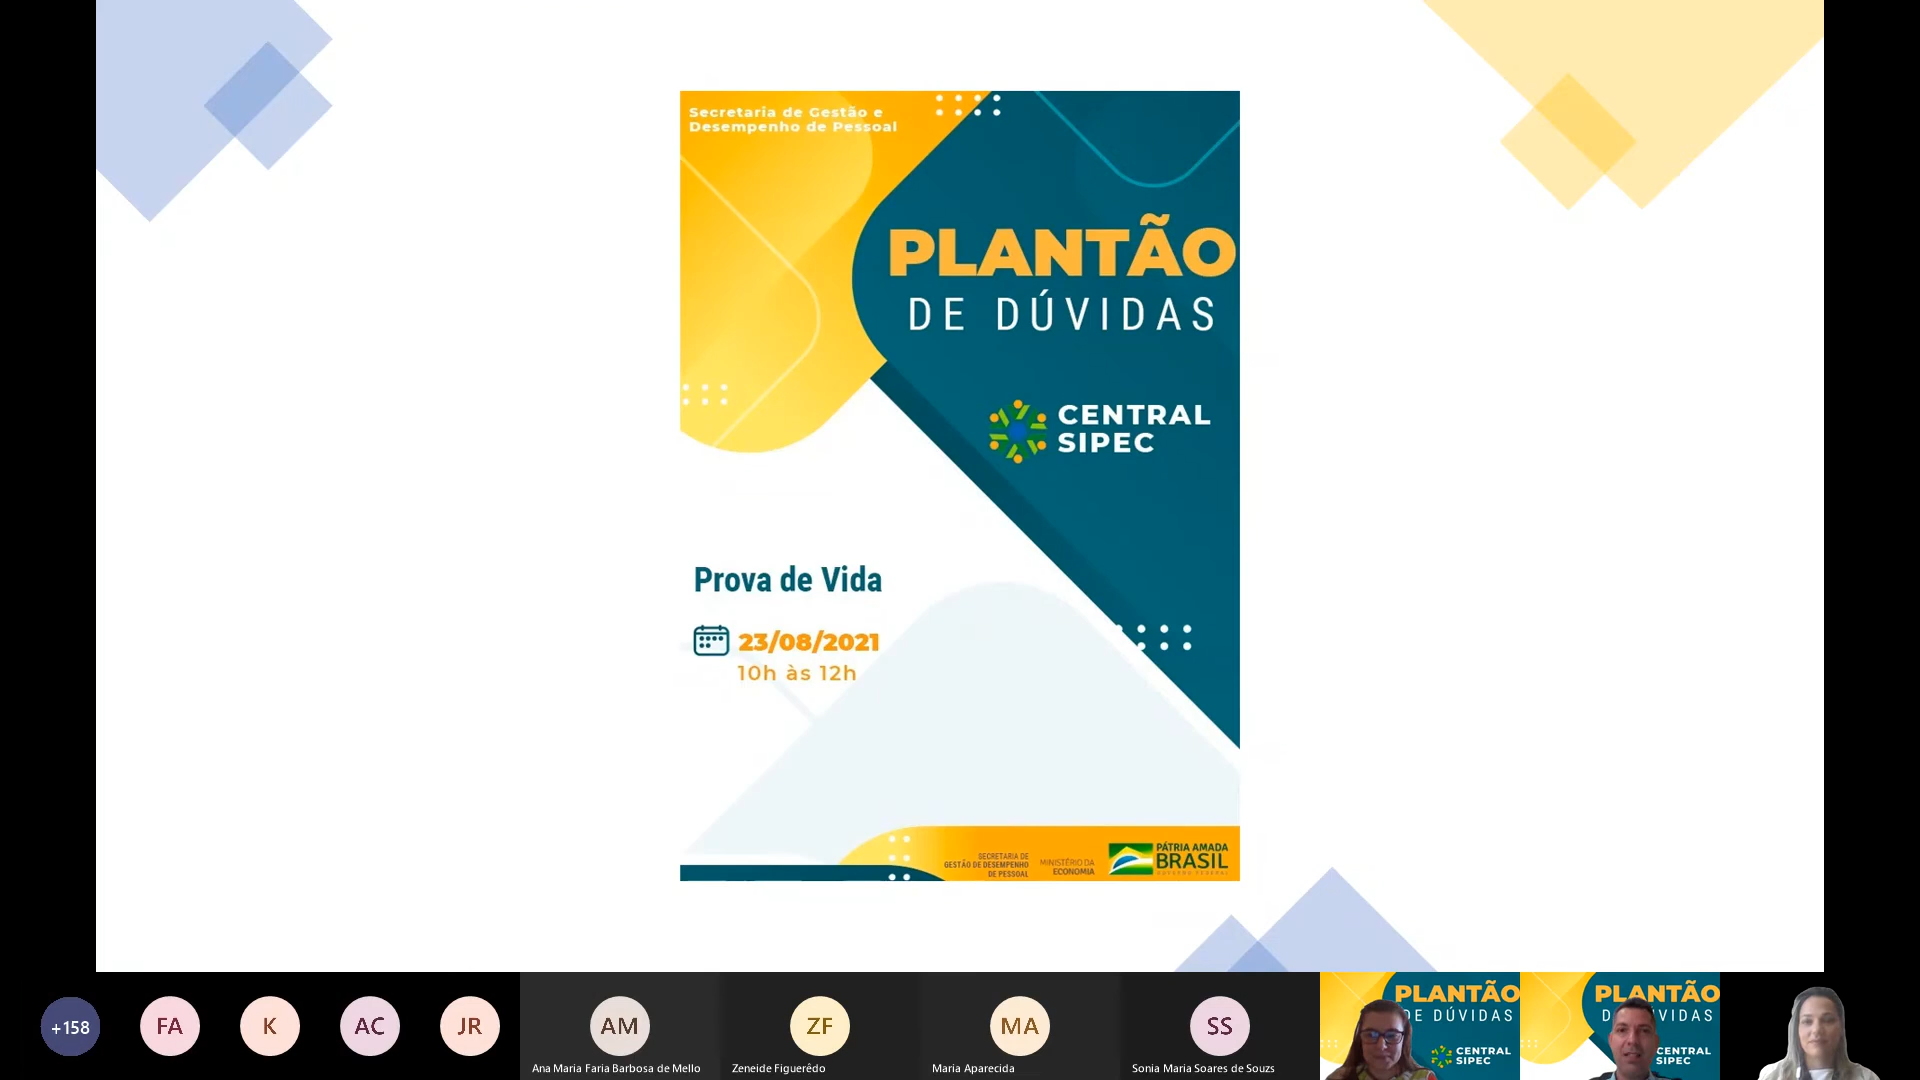 Secretaria de Gestão e
Desempenho de Pessoal
PLANTÃO
DE DÚVIDAS
CENTRAL
SIPEC
Prova de Vida
23/08/2021
10h às 12h
SECRETARIA DE
GESTÃO DE DESEMPENHO
DE PESSOAL
MINISTÉRIO DA
ECONOMIA
PÁTRIA AMADA
BRASIL
GOVERNO FEDERAL
+158
FA
K
AC
JR
AM
Ana Maria Faria Barbosa de Mello
ZF
Zeneide Figuerêdo
MA
Maria Aparecida
SS
Sonia Maria Soares de Souzs
PLANTÃO
DE DÚVIDAS
CENTRAL
SIPEC
PLANTÃO
CENTRAL
SIPEC